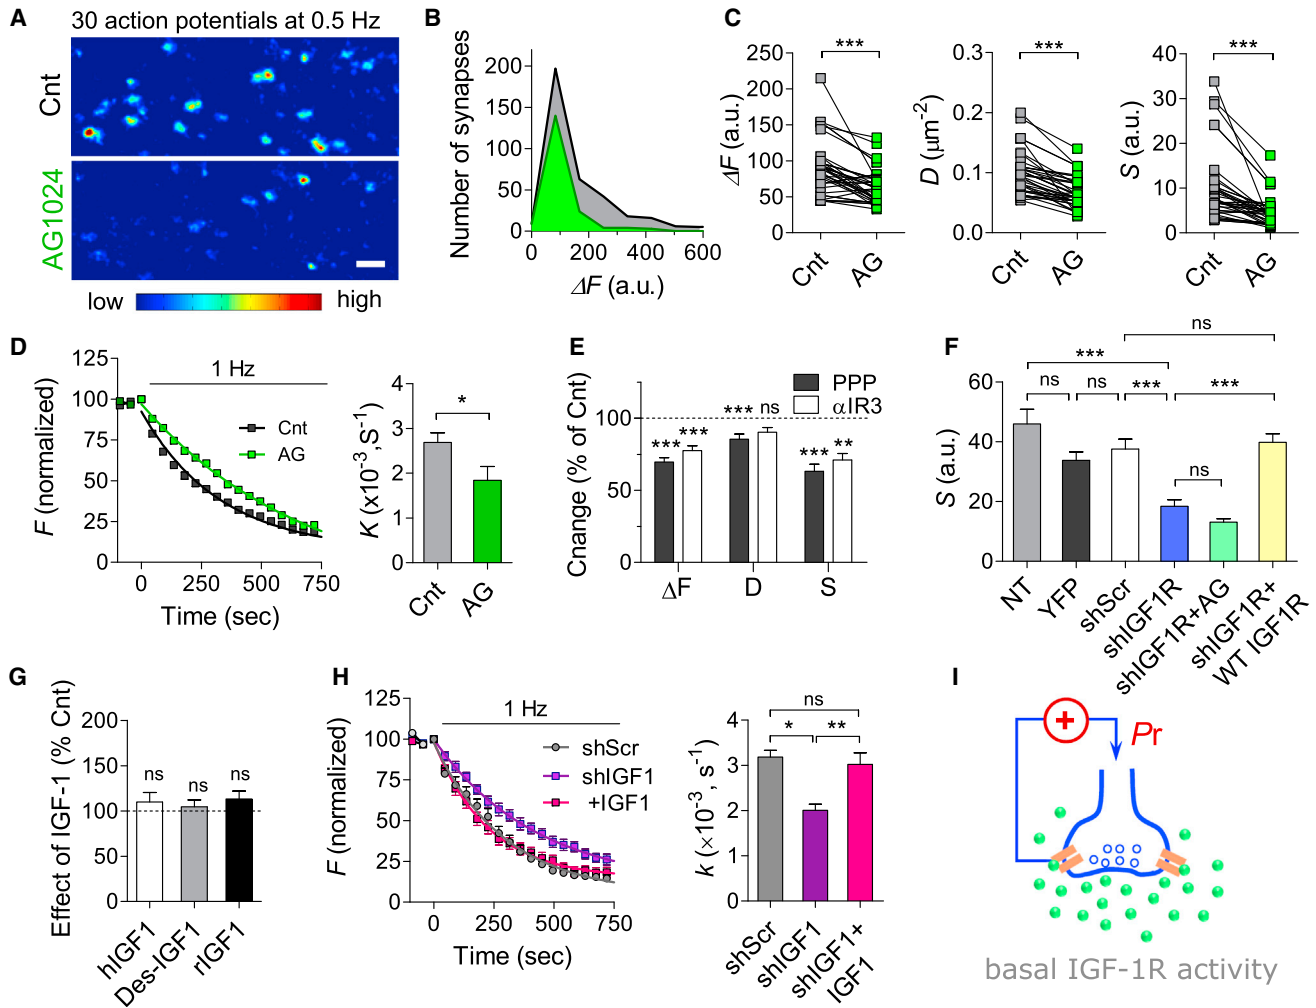 A
30 action potentials at 0.5 Hz
Cnt
AG1024
low
high
B
Number of synapses
200
150
100
50
0
0
200
400
600
ΔF (a.u.)
C
***
ΔF (a.u.)
250
200
150
100
50
0
Cnt
AG
***
D (μm⁻²)
0.3
0.2
0.1
0.0
Cnt
AG
***
S (a.u.)
40
30
20
10
0
Cnt
AG
D
F (normalized)
125
100
75
50
25
0
1 Hz
Cnt
AG
0
250
500
750
Time (sec)
K (x10⁻³,S⁻¹)
4
3
2
1
0
*
Cnt
AG
E
Change (% of Cnt)
100
50
0
PPP
αIR3
***
***
***
ns
***
**
ΔF
D
S
F
S (a.u.)
60
40
20
0
ns
***
ns
ns
***
***
ns
NT
YFP
shScr
shIGF1R
shIGF1R+AG
shIGF1R+
WT IGF1R
G
Effect of IGF-1 (% Cnt)
200
150
100
50
0
ns
ns
ns
hIGF1
Des-IGF1
rIGF1
H
F (normalized)
125
100
75
50
25
0
1 Hz
shScr
shIGF1
+IGF1
0
250
500
750
Time (sec)
k (×10⁻³, s⁻¹)
4
3
2
1
0
ns
*
**
shScr
shIGF1
shIGF1+
IGF1
I
+
Pr
basal IGF-1R activity